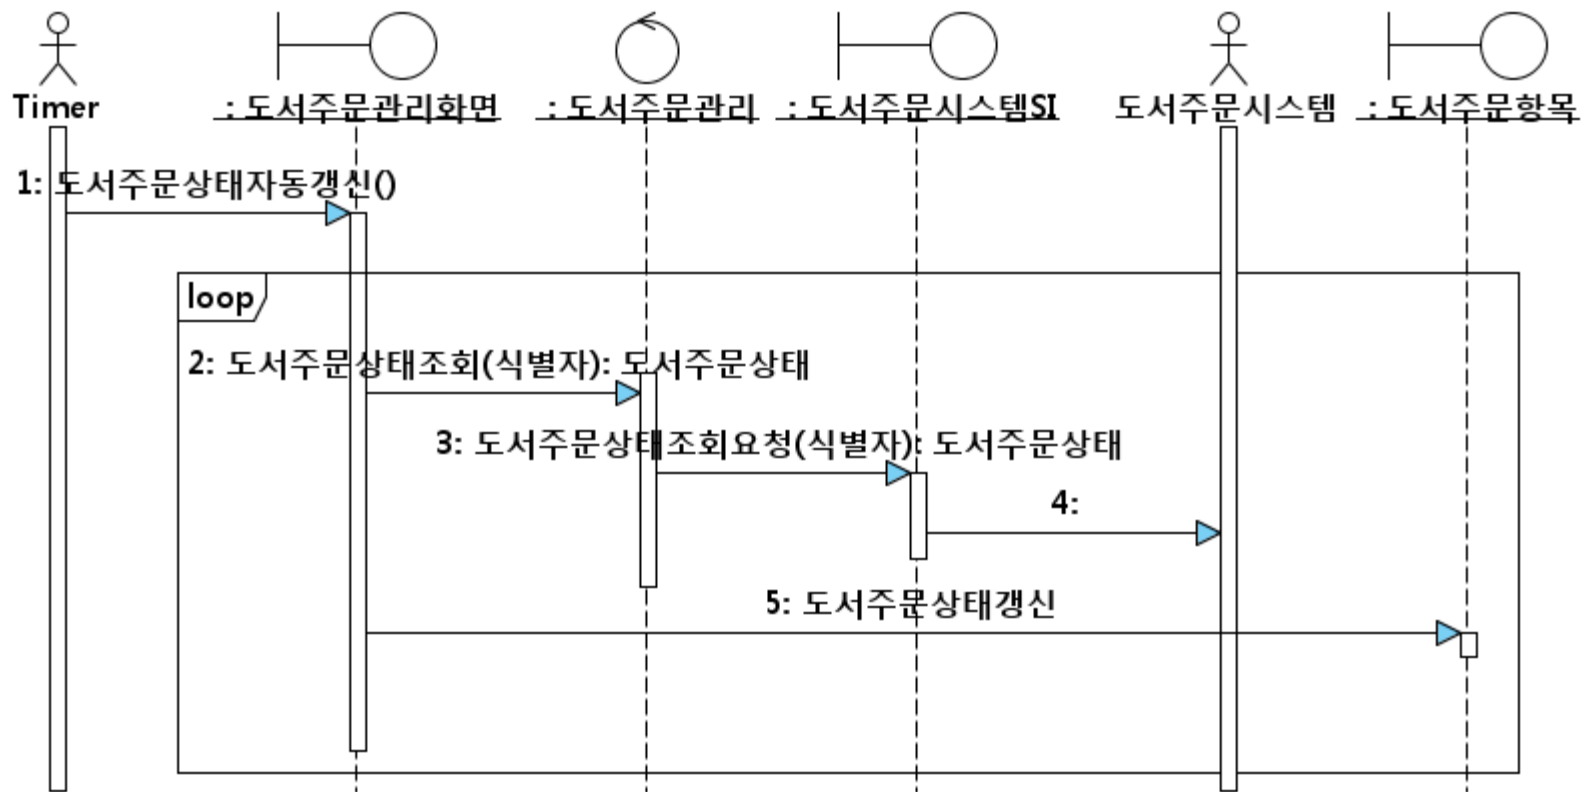 Timer
: 도서주문관리화면
: 도서주문관리
: 도서주문시스템SI
도서주문시스템
: 도서주문항목
1: 도서주문상태자동갱신()
loop
2: 도서주문상태조회(식별자): 도서주문상태
3: 도서주문상태조회요청(식별자): 도서주문상태
4:
5: 도서주문상태갱신